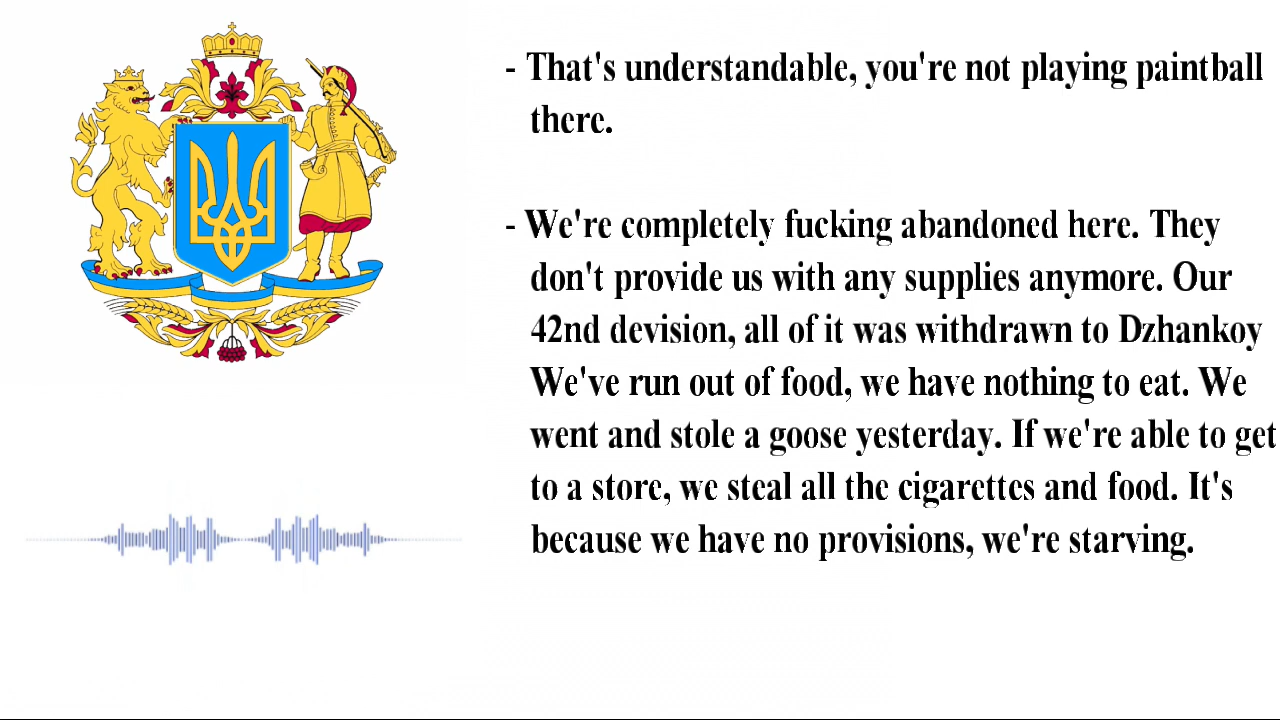 - That's understandable, you're not playing paintball
there.
- We're completely fucking abandoned here. They
don't provide us with any supplies anymore. Our
42nd devision, all of it was withdrawn to Dzhankoy
We've run out of food, we have nothing to eat. We
went and stole a goose yesterday. If we're able to get
to a store, we steal all the cigarettes and food. It's
because we have no provisions, we're starving.